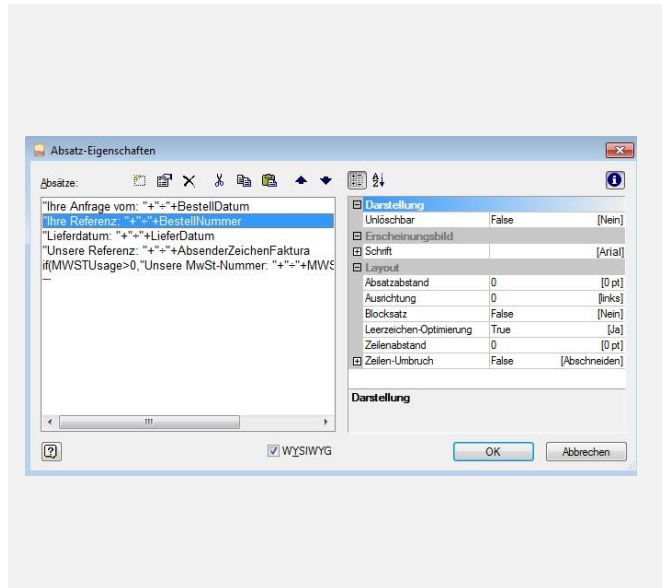 Absatz-Eigenschaften
Absätze:
"Ihre Anfrage vom: "+"÷"+BestellDatum
"Ihre Referenz: "+"÷"+BestellNummer
"Lieferdatum: "+"÷"+LieferDatum
"Unsere Referenz: "+"÷"+AbsenderZeichenFaktura
if(MWSTUsage>0,"Unsere MwSt-Nummer: "+"÷"+MWS
---
WYSIWYG
Darstellung
Unlöschbar False [Nein]
Erscheinungsbild
Schrift [Arial]
Layout
Absatzabstand 0 [0 pt]
Ausrichtung 0 [links]
Blocksatz False [Nein]
Leerzeichen-Optimierung True [Ja]
Zeilenabstand 0 [0 pt]
Zeilen-Umbruch False [Abschneiden]
Darstellung
OK
Abbrechen